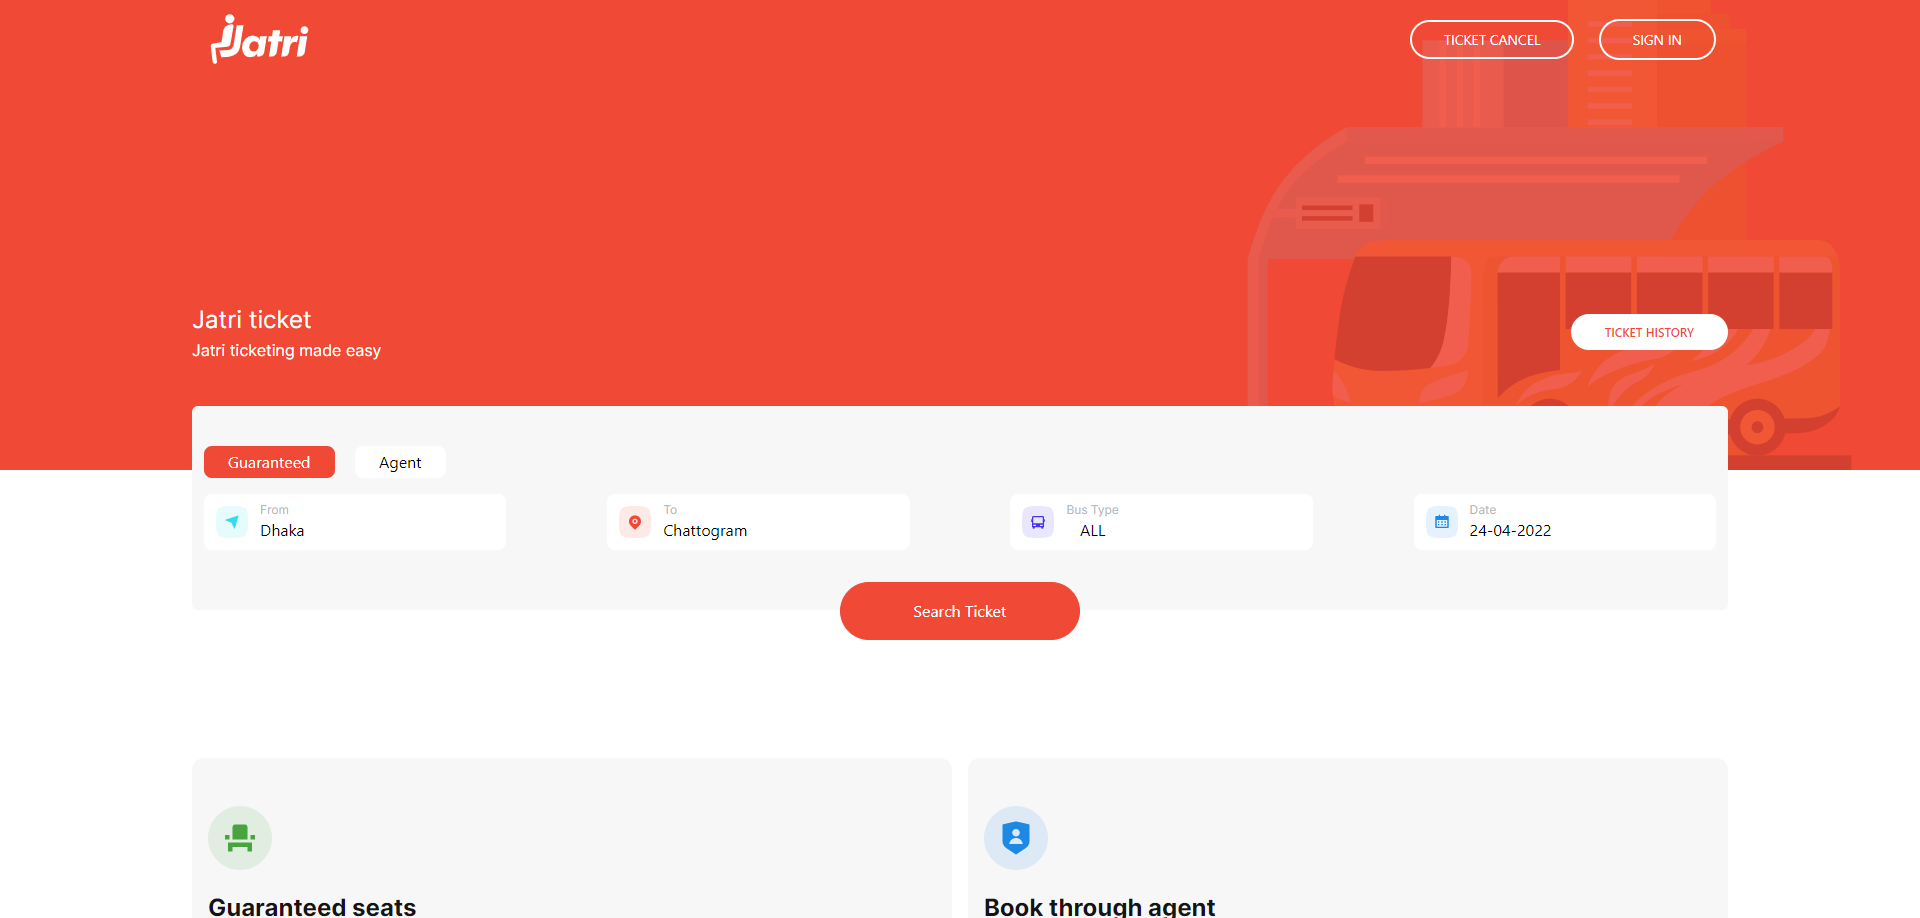 Jatri
TICKET CANCEL
SIGN IN
Jatri ticket
Jatri ticketing made easy
TICKET HISTORY
Guaranteed
Agent
From
Dhaka
To
Chattogram
Bus Type
ALL
Date
24-04-2022
Search Ticket
Guaranteed seats
Book through agent